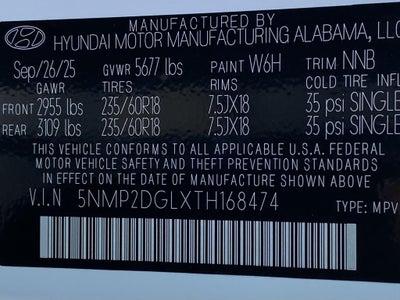 MANUFACTURED BY
HYUNDAI MOTOR MANUFACTURING ALABAMA, LLC
Sep/26/25 GVWR 5677 lbs PAINT W6H TRIM NNB
GAWR TIRES RIMS COLD TIRE INFL
FRONT 2955 lbs 235/60R18 7.5JX18 35 psi SINGLE
REAR 3109 lbs 235/60R18 7.5JX18 35 psi SINGLE
THIS VEHICLE CONFORMS TO ALL APPLICABLE U.S.A. FEDERAL
MOTOR VEHICLE SAFETY AND THEFT PREVENTION STANDARDS
IN EFFECT ON THE DATE OF MANUFACTURE SHOWN ABOVE
V.I.N 5NMP2DGLXTH168474 TYPE: MPV